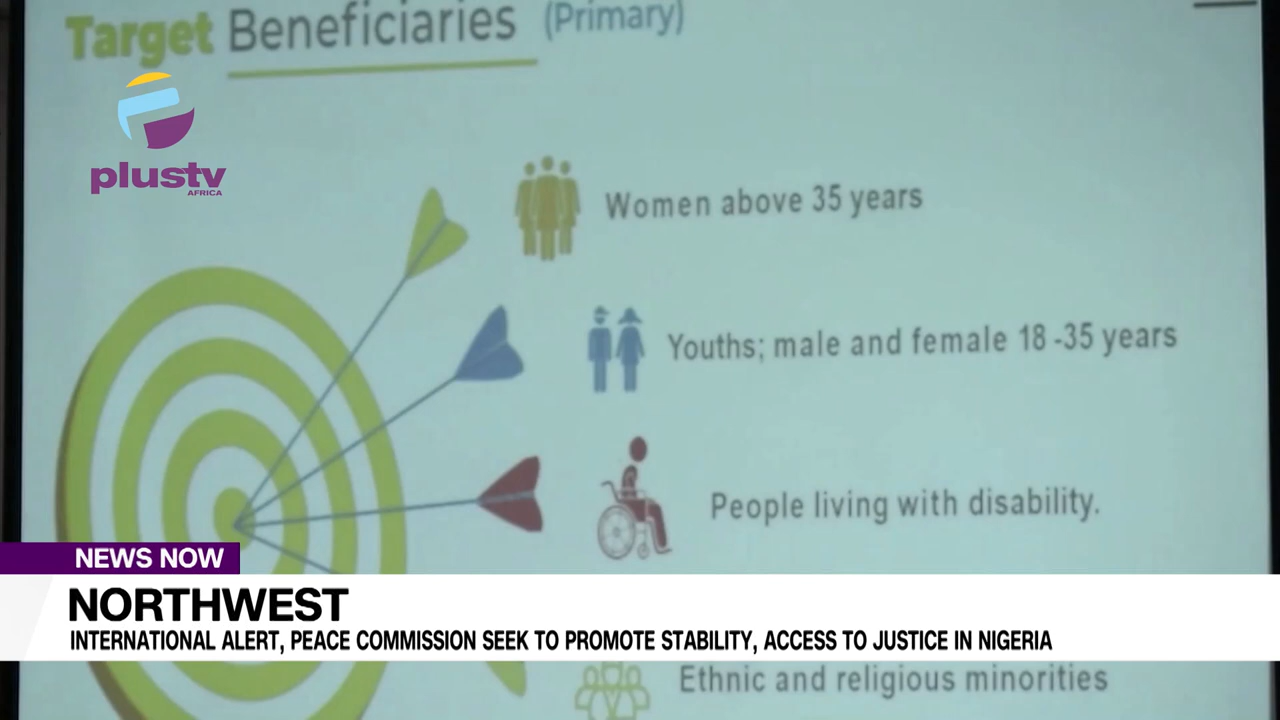 Target Beneficiaries (Primary)
plustv
AFRICA
Women above 35 years
Youths; male and female 18 -35 years
People living with disability.
NEWS NOW
NORTHWEST
INTERNATIONAL ALERT, PEACE COMMISSION SEEK TO PROMOTE STABILITY, ACCESS TO JUSTICE IN NIGERIA
Ethnic and religious minorities